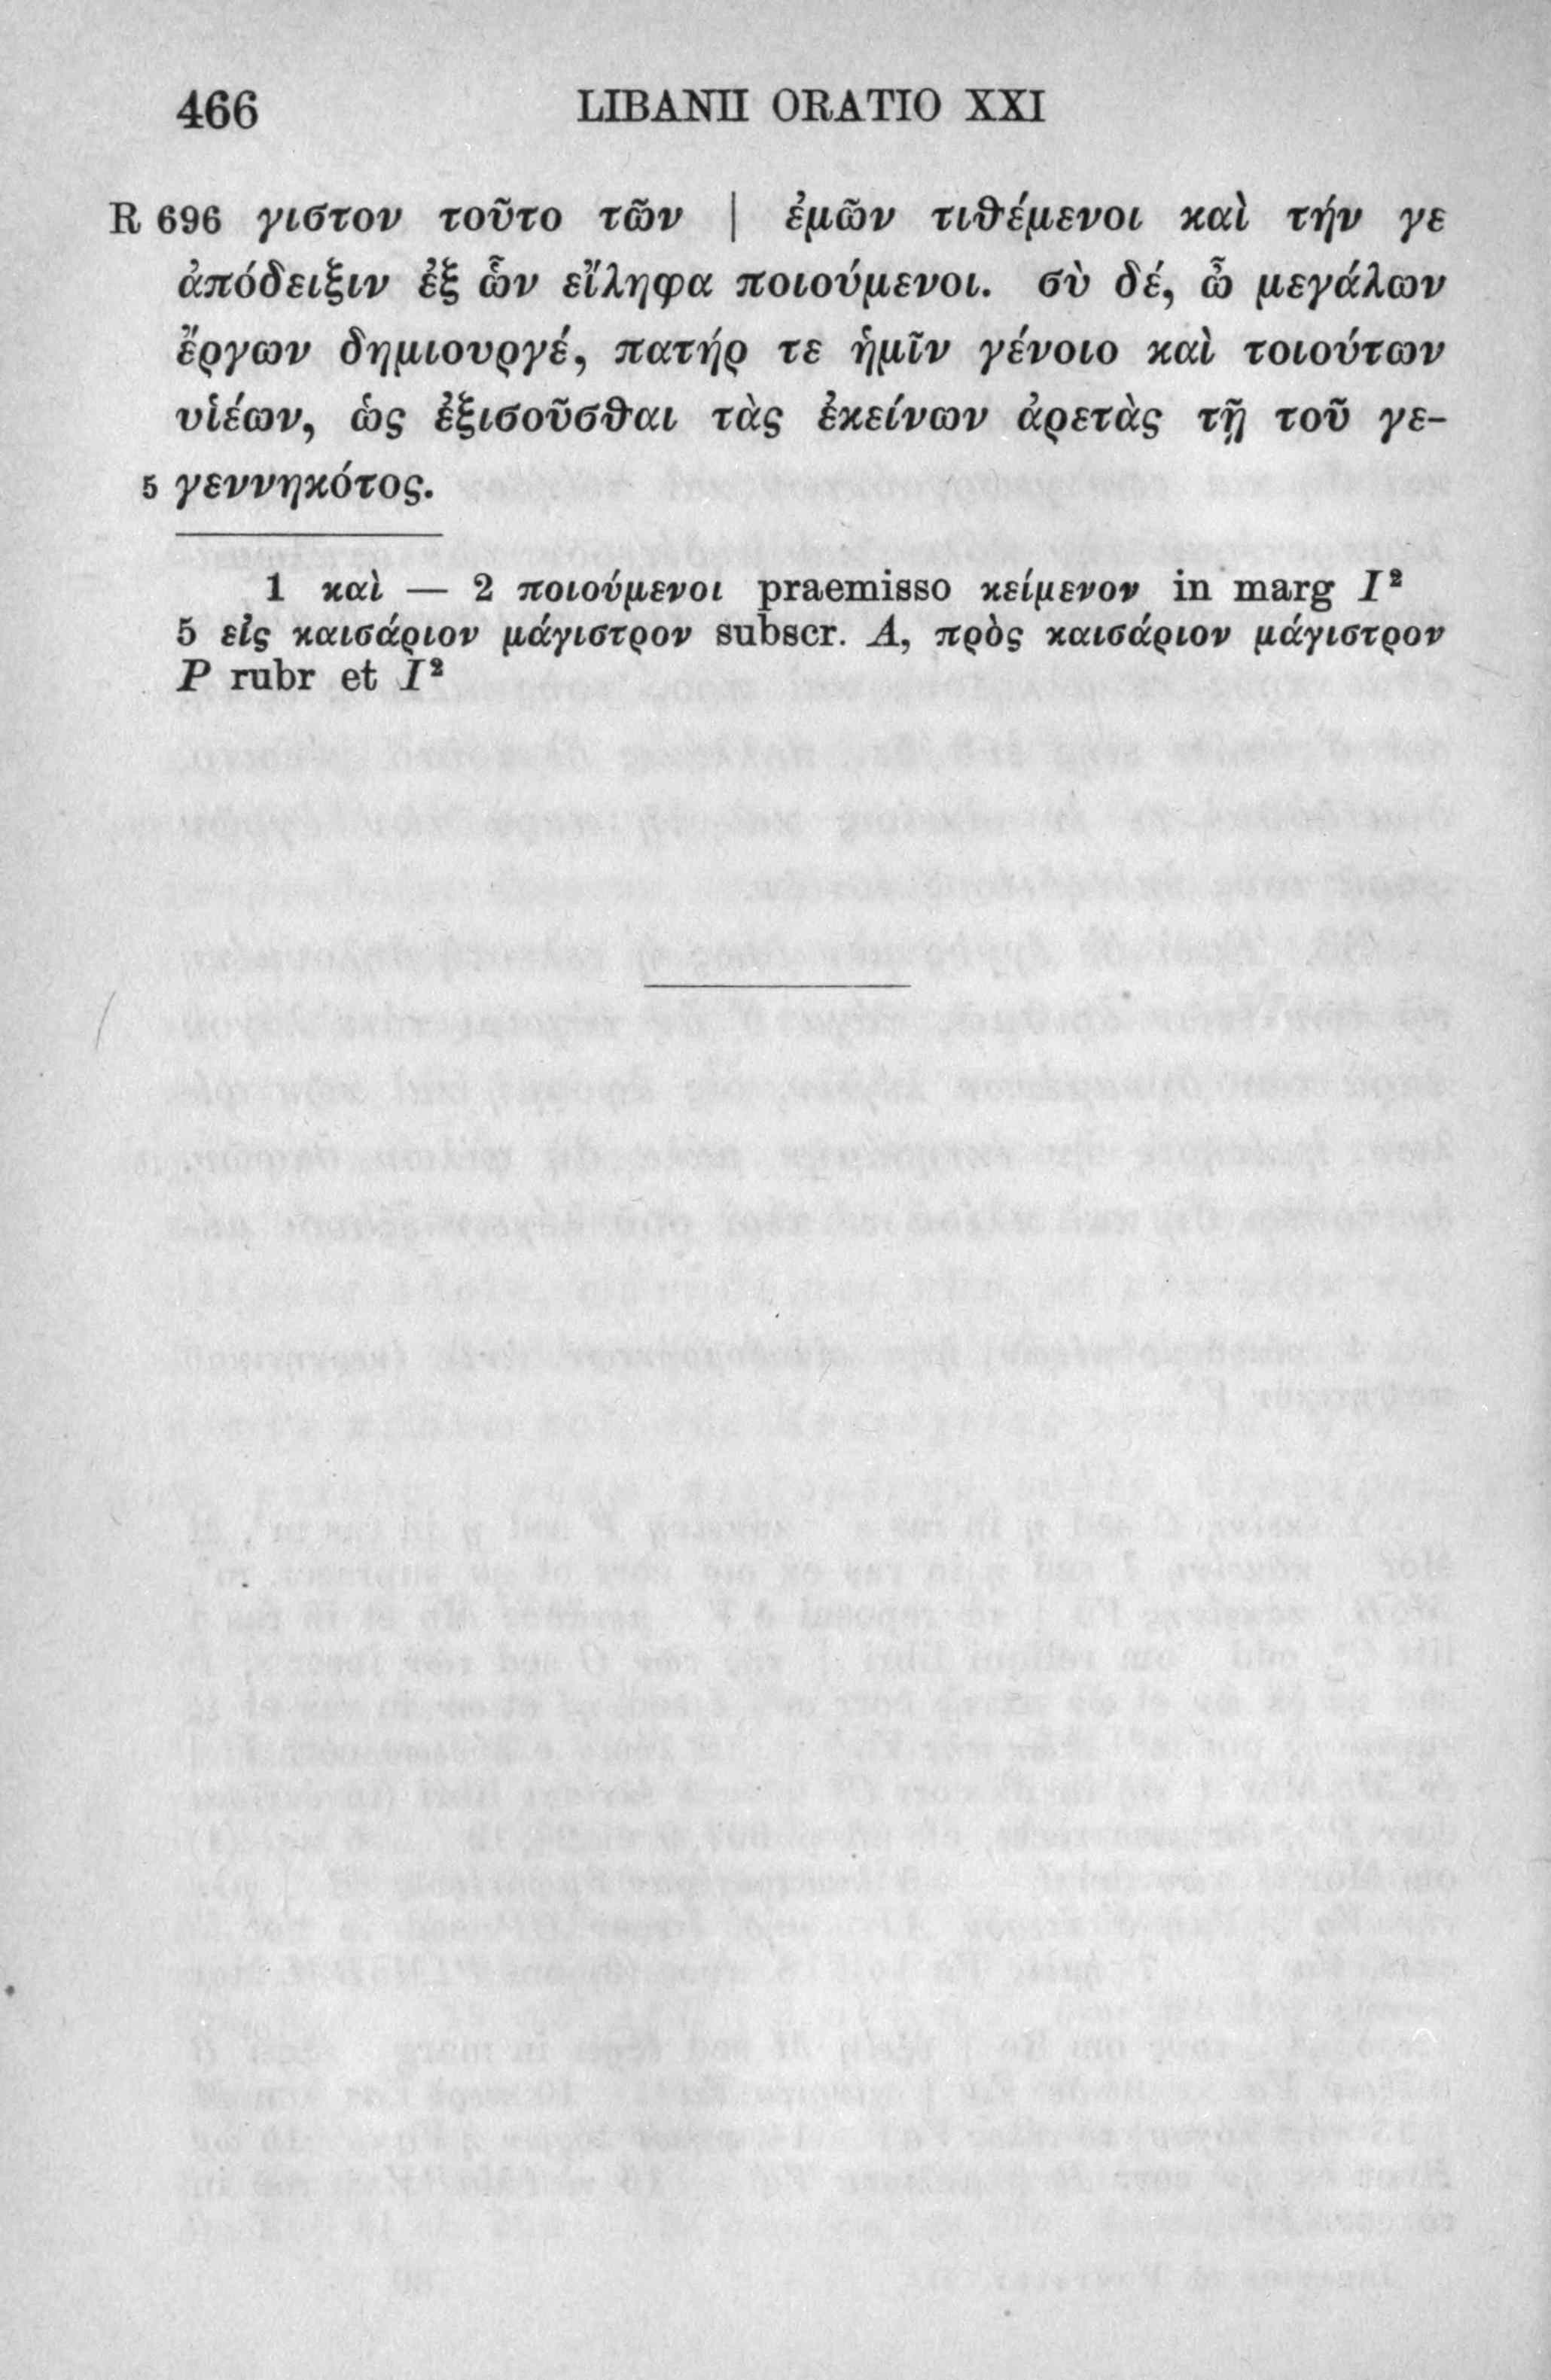 466 LIBANII ORATIO XXI
R 696 γιστον τοῦτο τῶν | ἐμῶν τιθέμενοι καὶ τήν γε
ἀπόδειξιν ἐξ ὧν εἴληφα ποιούμενοι. σὺ δέ, ὦ μεγάλων
ἔργων δημιουργέ, πατήρ τε ἡμῖν γένοιο καὶ τοιούτων
υἱέων, ὡς ἐξισοῦσθαι τὰς ἐκείνων ἀρετὰς τῇ τοῦ γε-
5 γεννηκότος.
1 καὶ — 2 ποιούμενοι praemisso κείμενον in marg I²
5 εἰς καισάριον μάγιστρον subscr. A, πρὸς καισάριον μάγιστρον
P rubr et I²